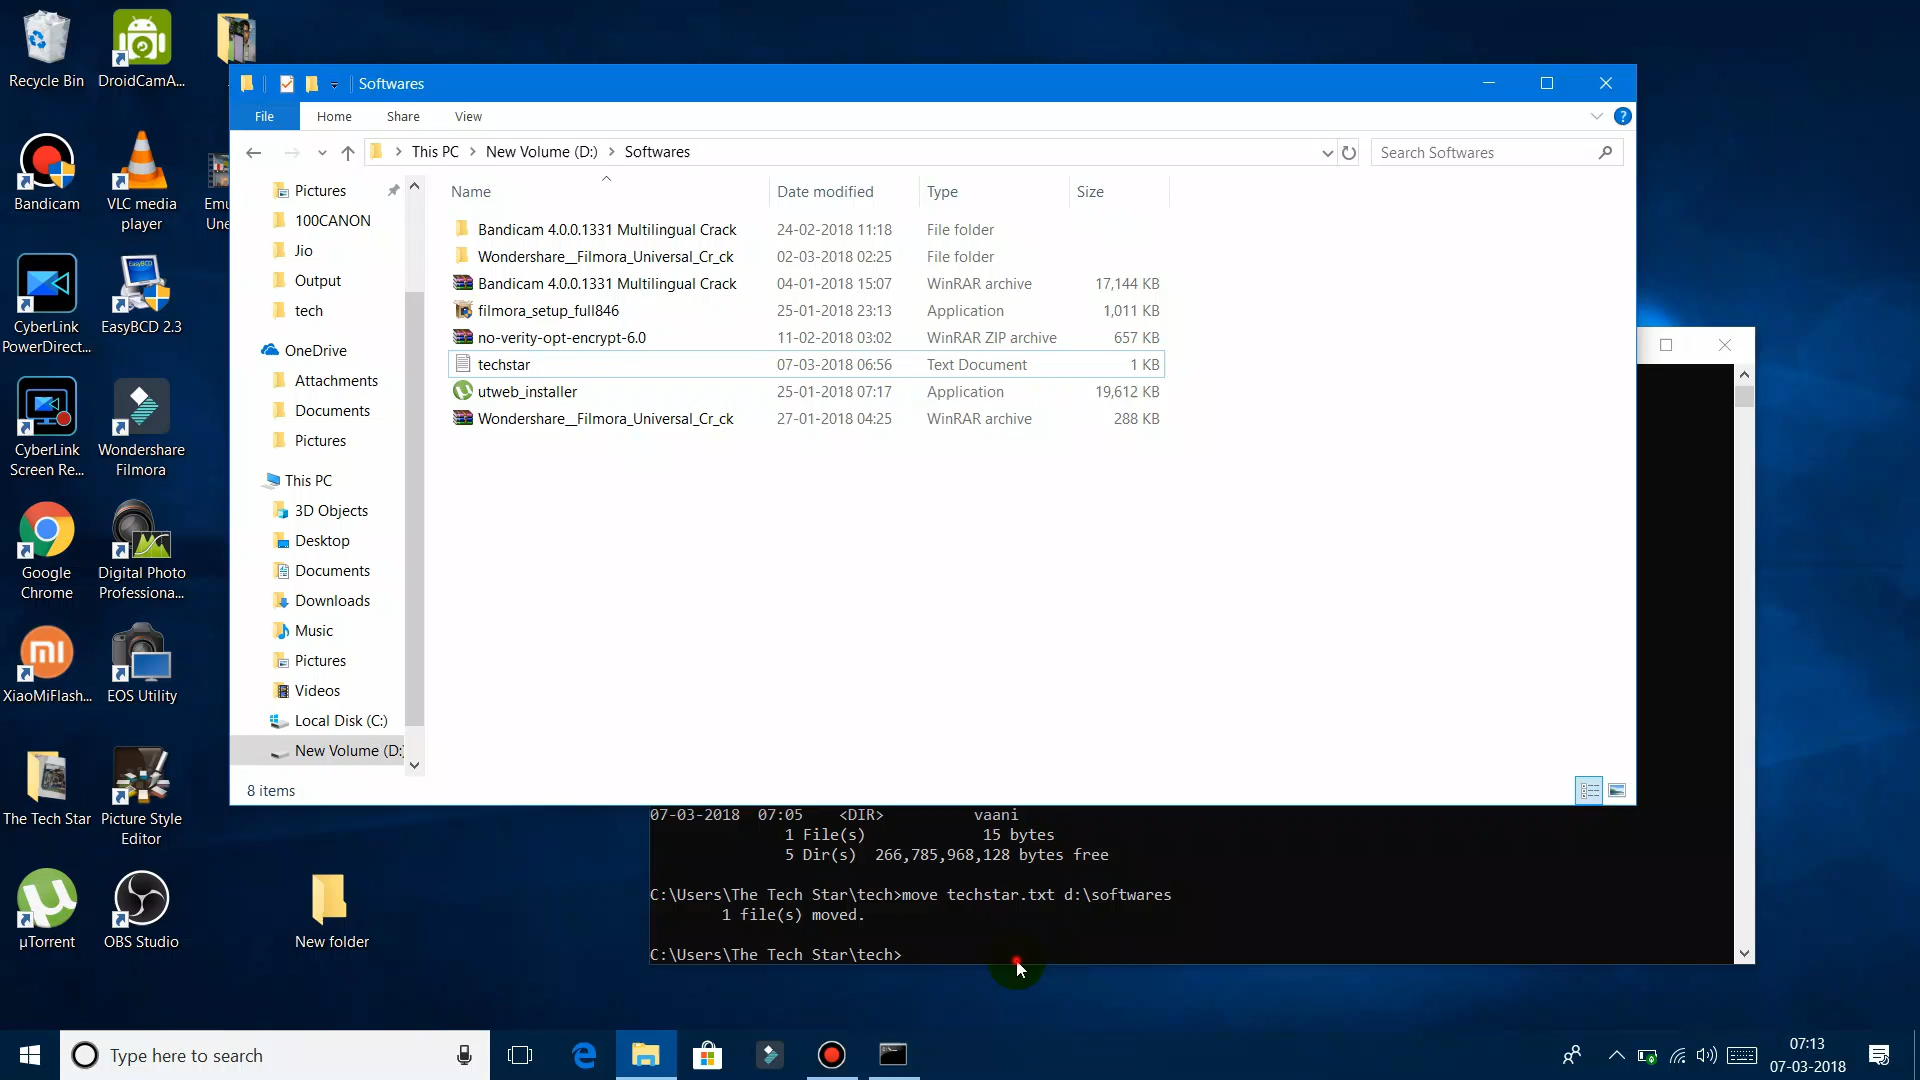 Recycle Bin
DroidCamA...
Bandicam
VLC media
player
Emu
Une
CyberLink
PowerDirect...
EasyBCD 2.3
CyberLink
Screen Re...
Wondershare
Filmora
Google
Chrome
Digital Photo
Professiona...
XiaoMiFlash...
EOS Utility
The Tech Star
Picture Style
Editor
µTorrent
OBS Studio
New folder
Softwares
File Home Share View
This PC > New Volume (D:) > Softwares
Search Softwares
Pictures
100CANON
Jio
Output
tech
OneDrive
Attachments
Documents
Pictures
This PC
3D Objects
Desktop
Documents
Downloads
Music
Pictures
Videos
Local Disk (C:)
New Volume (D:
Name Date modified Type Size
Bandicam 4.0.0.1331 Multilingual Crack 24-02-2018 11:18 File folder
Wondershare__Filmora_Universal_Cr_ck 02-03-2018 02:25 File folder
Bandicam 4.0.0.1331 Multilingual Crack 04-01-2018 15:07 WinRAR archive 17,144 KB
filmora_setup_full846 25-01-2018 23:13 Application 1,011 KB
no-verity-opt-encrypt-6.0 11-02-2018 03:02 WinRAR ZIP archive 657 KB
techstar 07-03-2018 06:56 Text Document 1 KB
utweb_installer 25-01-2018 07:17 Application 19,612 KB
Wondershare__Filmora_Universal_Cr_ck 27-01-2018 04:25 WinRAR archive 288 KB
8 items
07-03-2018 07:05 <DIR> vaani
1 File(s) 15 bytes
5 Dir(s) 266,785,968,128 bytes free
C:\Users\The Tech Star\tech>move techstar.txt d:\softwares
1 file(s) moved.
C:\Users\The Tech Star\tech>
Type here to search
07:13
07-03-2018